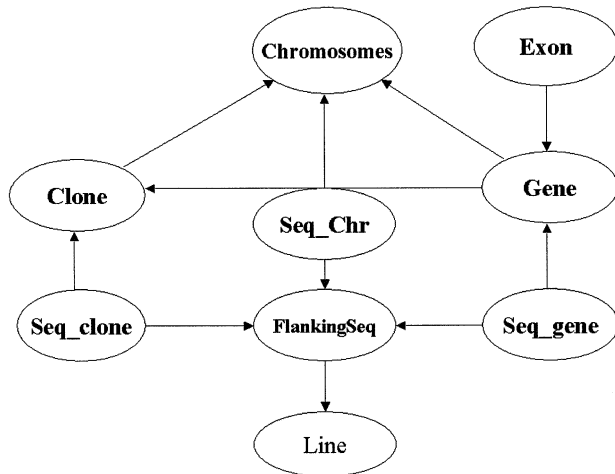 Chromosomes
Exon
Clone
Gene
Seq_Chr
Seq_clone
FlankingSeq
Seq_gene
Line